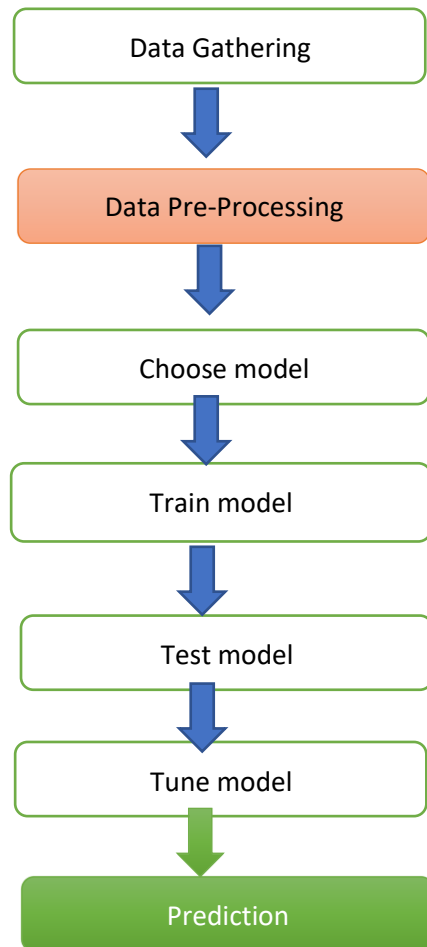 Data Gathering
Data Pre-Processing
Choose model
Train model
Test model
Tune model
Prediction